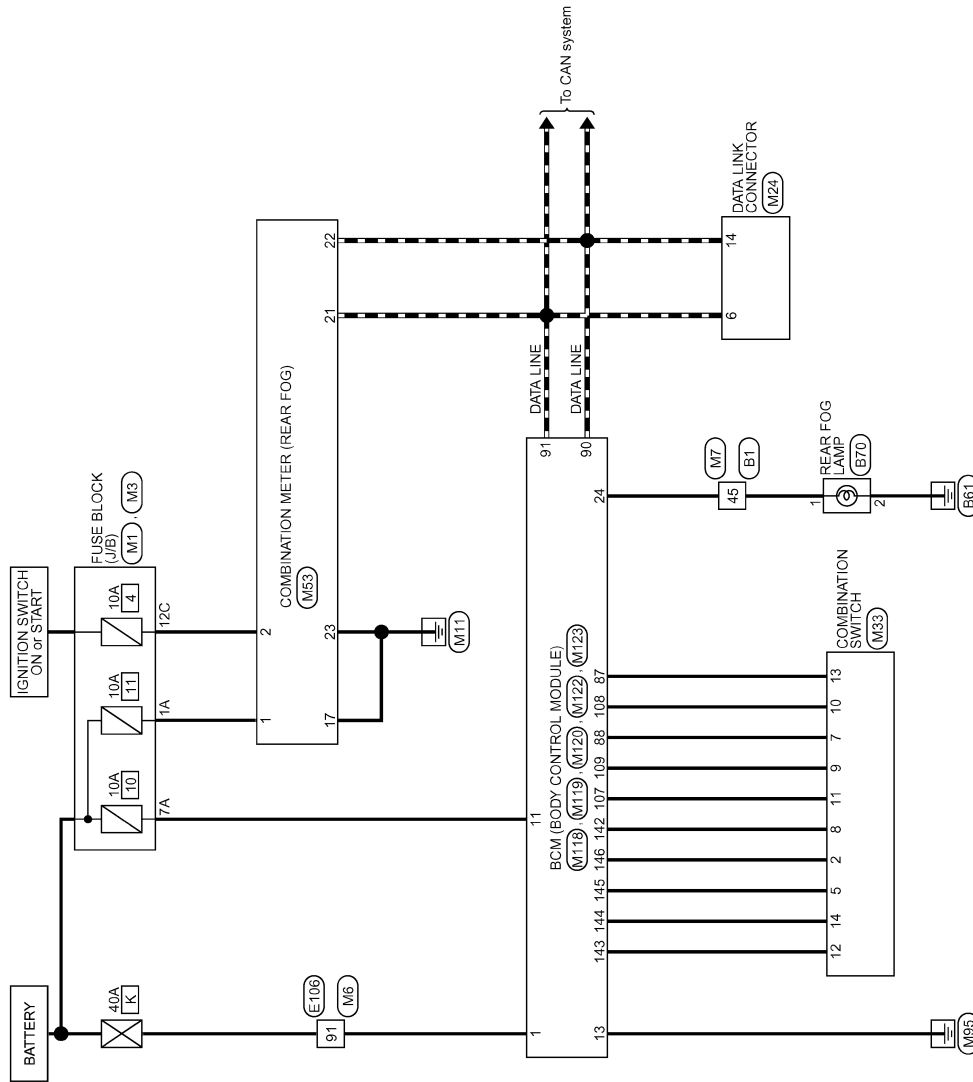 BATTERY
IGNITION SWITCH
ON or START
40A
K
10A
10
10A
11
10A
4
FUSE BLOCK
(J/B)
M1 , M3
7A
1A
12C
E106
91
M6
1
2
COMBINATION METER (REAR FOG)
M53
17
23
21
22
M11
To CAN system
DATA LINE
DATA LINE
1
11
91
90
BCM (BODY CONTROL MODULE)
M118 , M119 , M120 , M122 , M123
13
143
144
145
146
142
107
109
88
108
87
24
6
14
DATA LINK
CONNECTOR
M24
12
14
5
2
8
11
9
7
10
13
COMBINATION
SWITCH
M33
M7
45
B1
1
REAR FOG
LAMP
B70
2
M95
B61